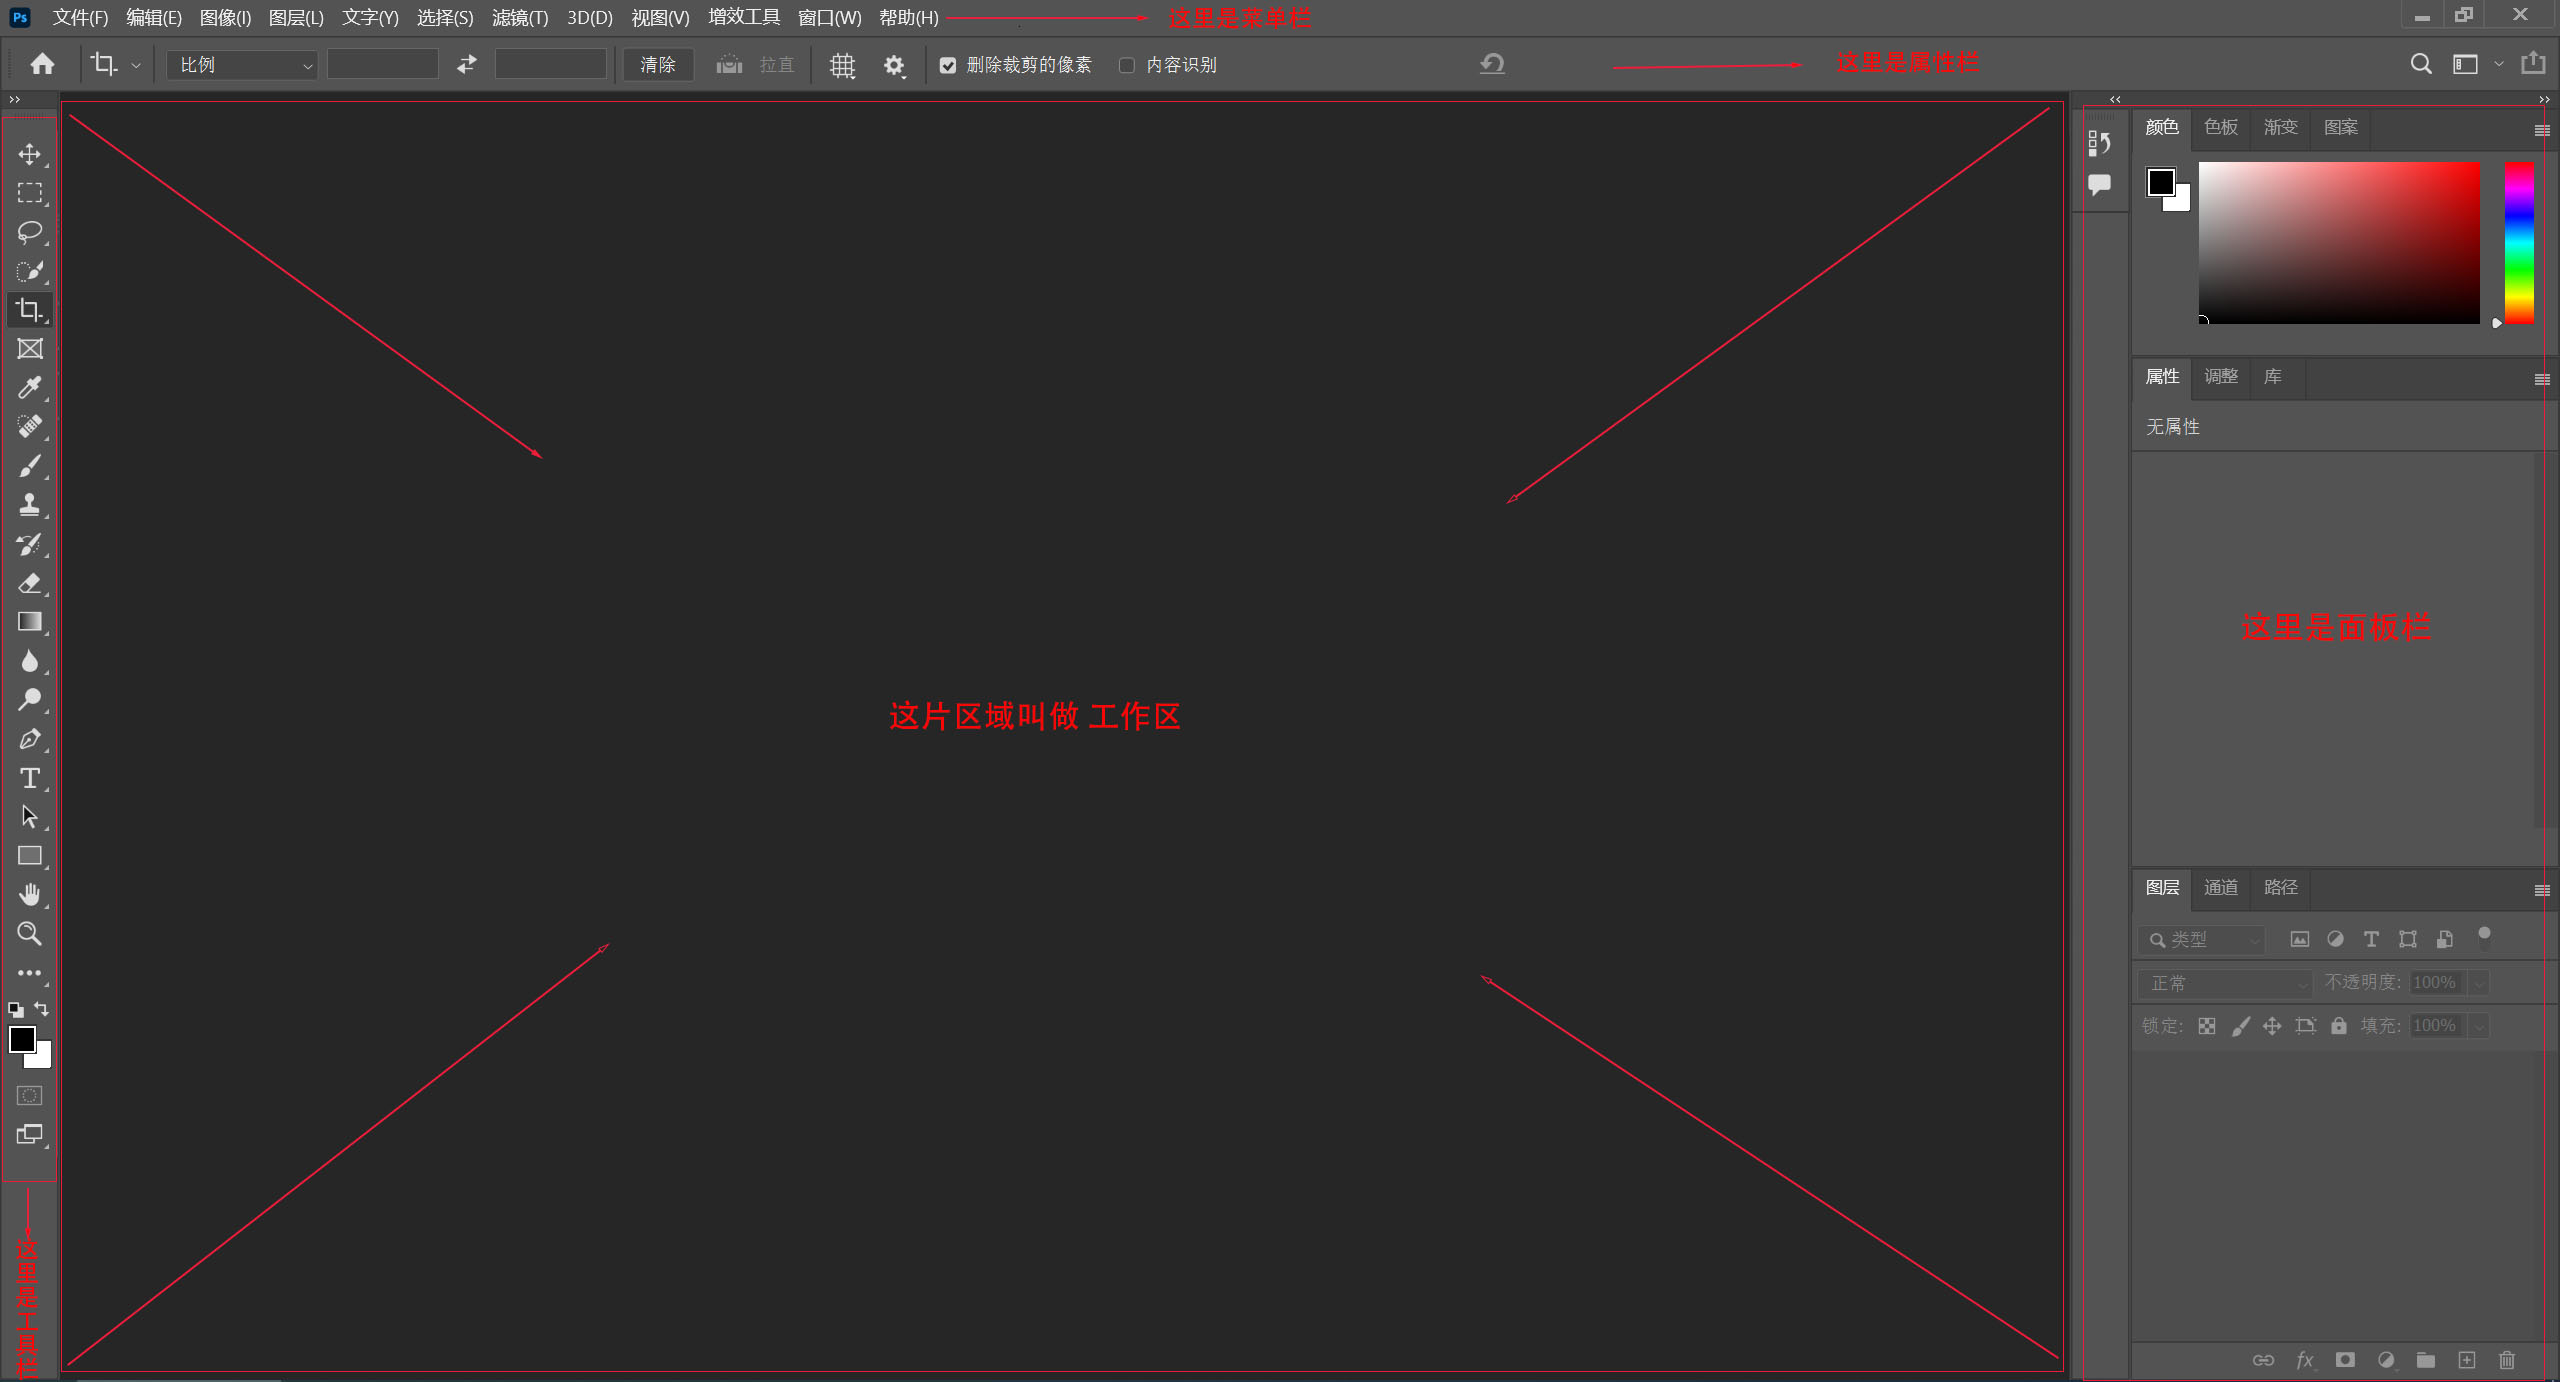 Ps 文件(F) 编辑(E) 图像(I) 图层(L) 文字(Y) 选择(S) 滤镜(T) 3D(D) 视图(V) 增效工具 窗口(W) 帮助(H) 这里是菜单栏
比例 清除 拉直 删除裁剪的像素 内容识别 这里是属性栏
颜色 色板 渐变 图案
属性 调整 库
无属性
这里是面板栏
这片区域叫做 工作区
图层 通道 路径
类型
正常 不透明度: 100%
锁定: 填充: 100%
fx
这里是工具栏